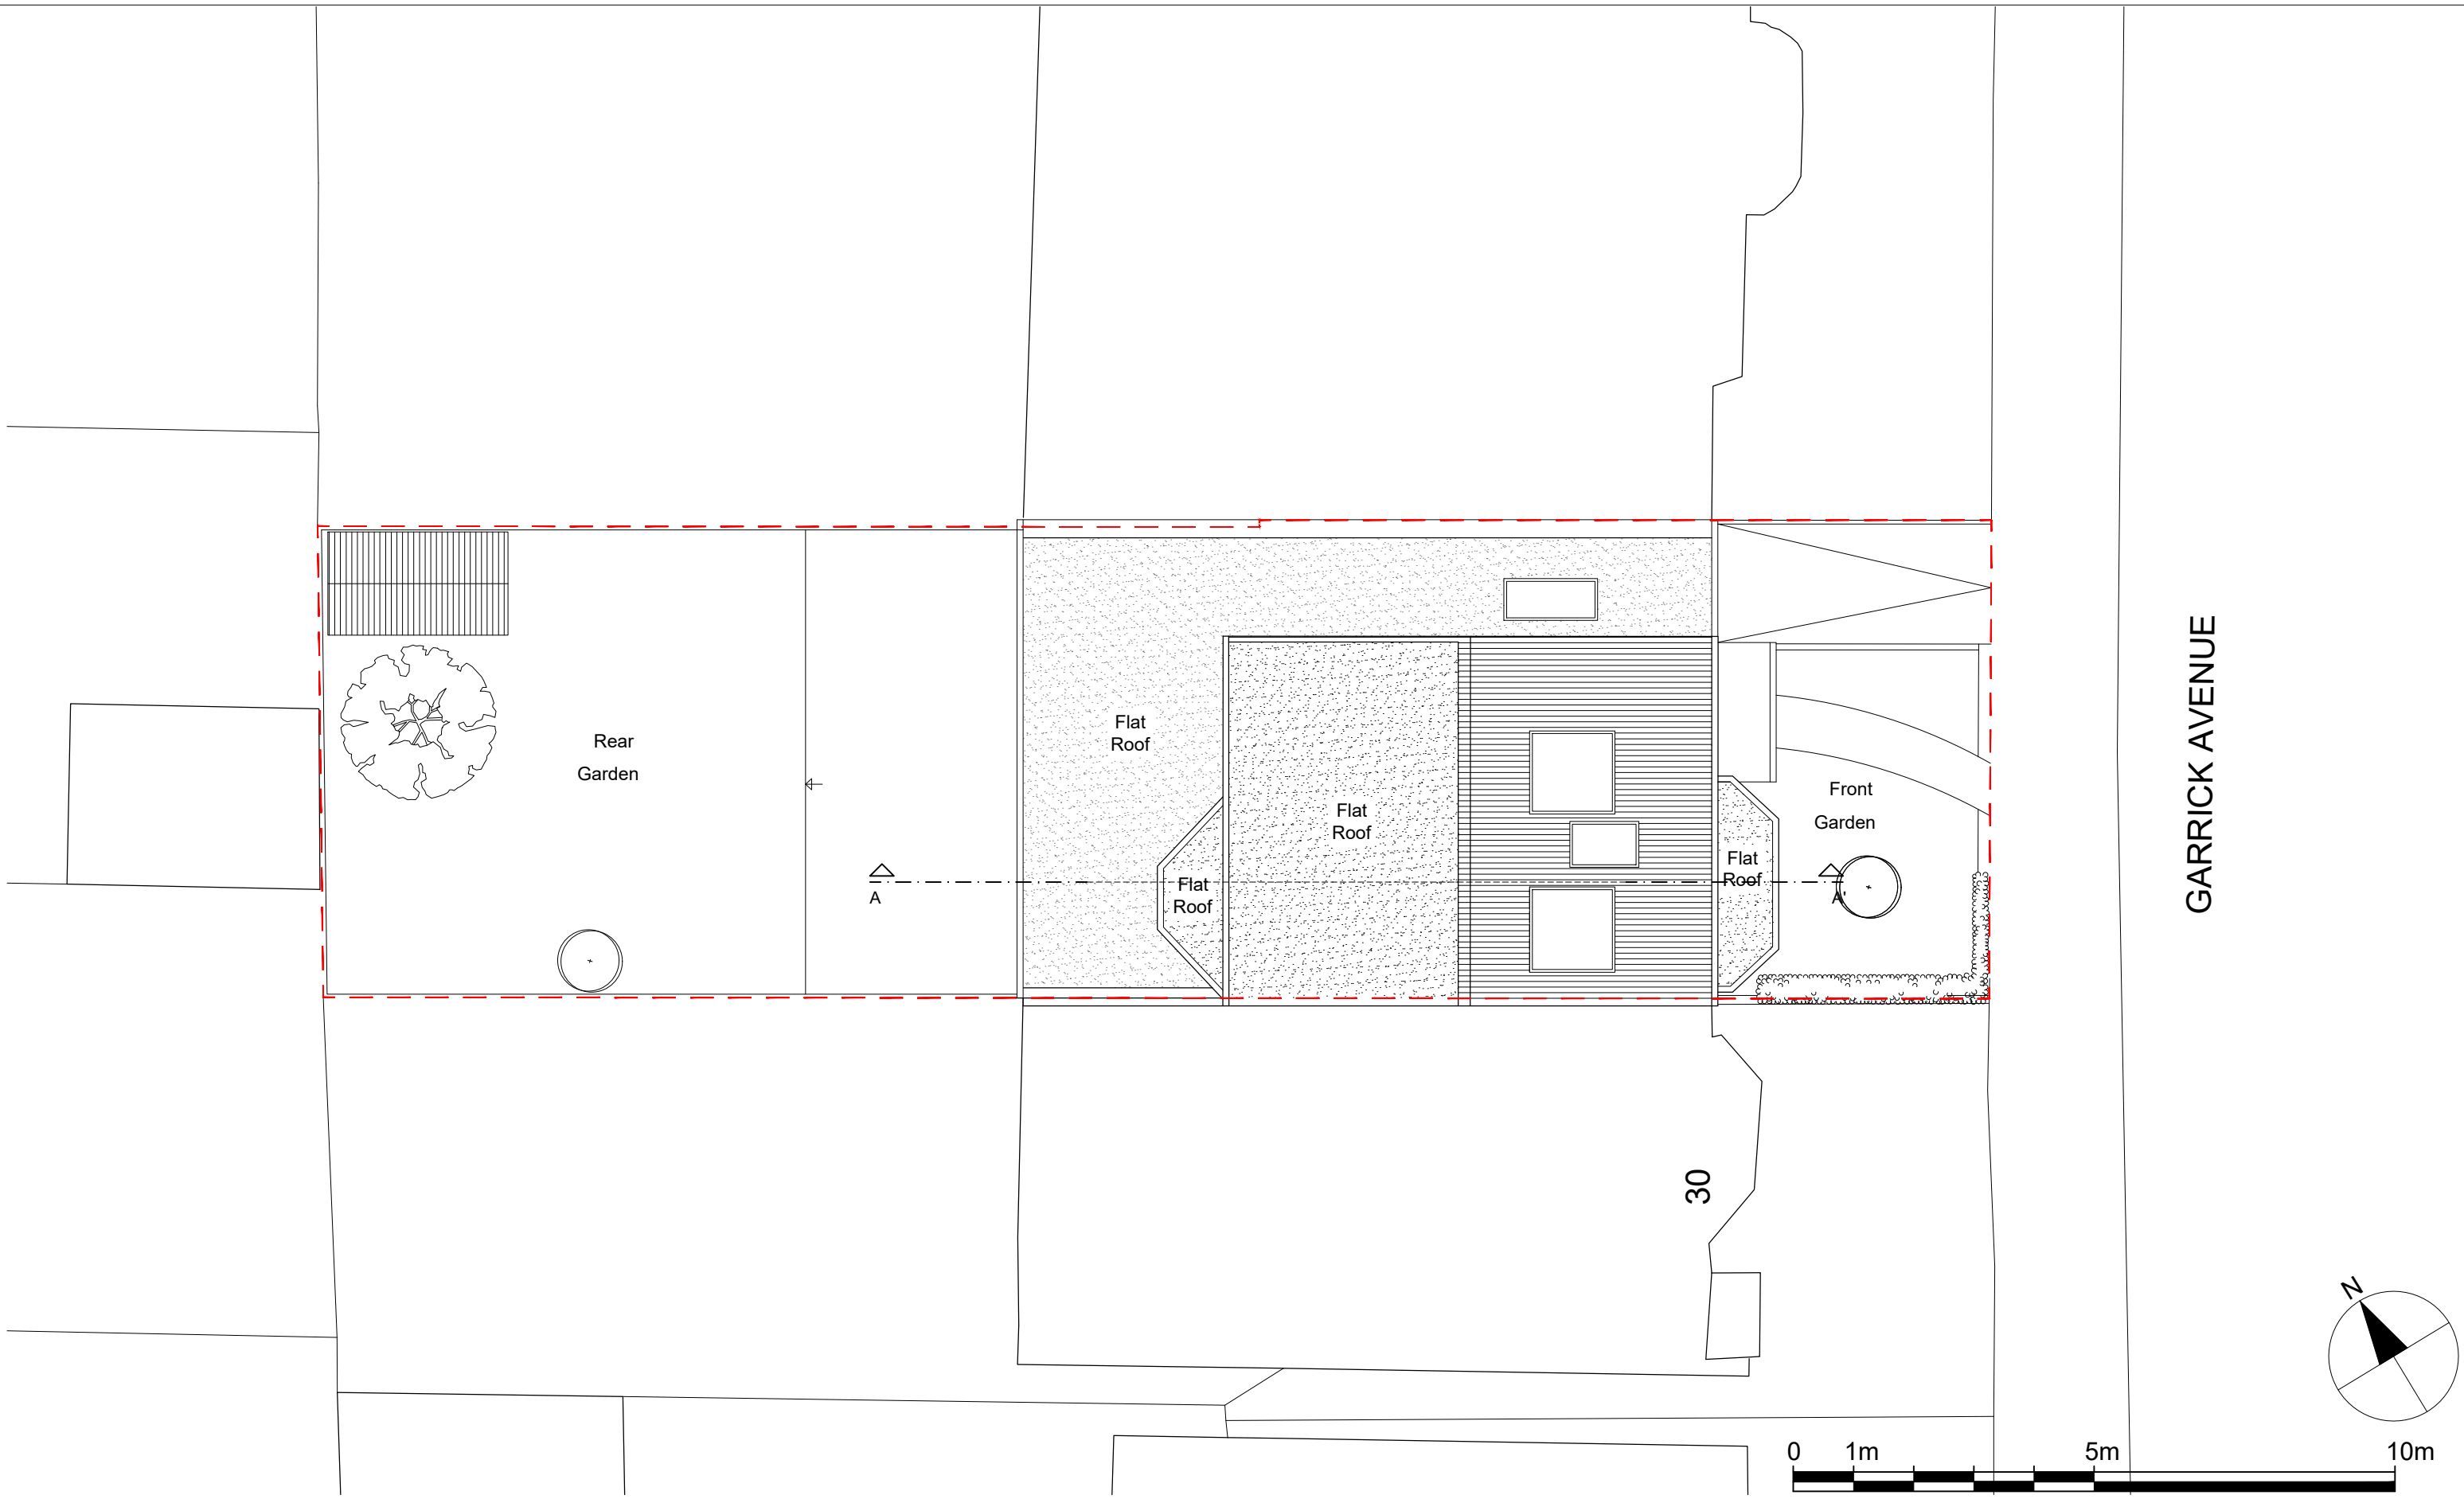 Rear
Garden
Flat
Roof
Flat
Roof
Flat
Roof
Flat
Roof
Front
Garden
A
A'
GARRICK AVENUE
30
N
0 1m 5m 10m